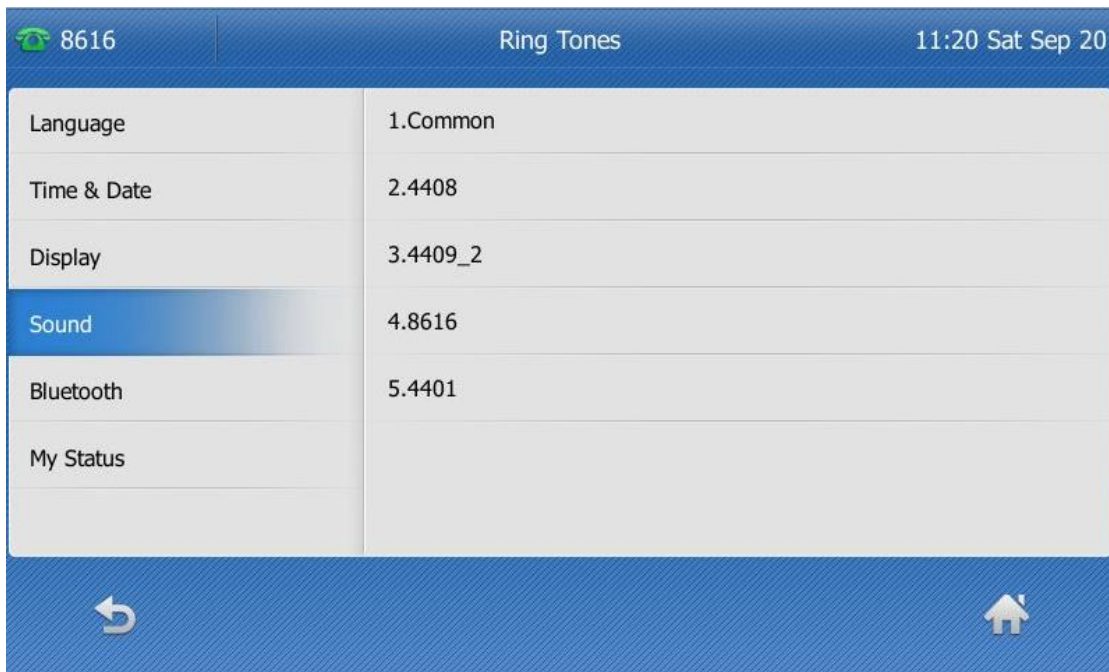 8616 Ring Tones 11:20 Sat Sep 20
Language
Time & Date
Display
Sound
Bluetooth
My Status
1.Common
2.4408
3.4409_2
4.8616
5.4401